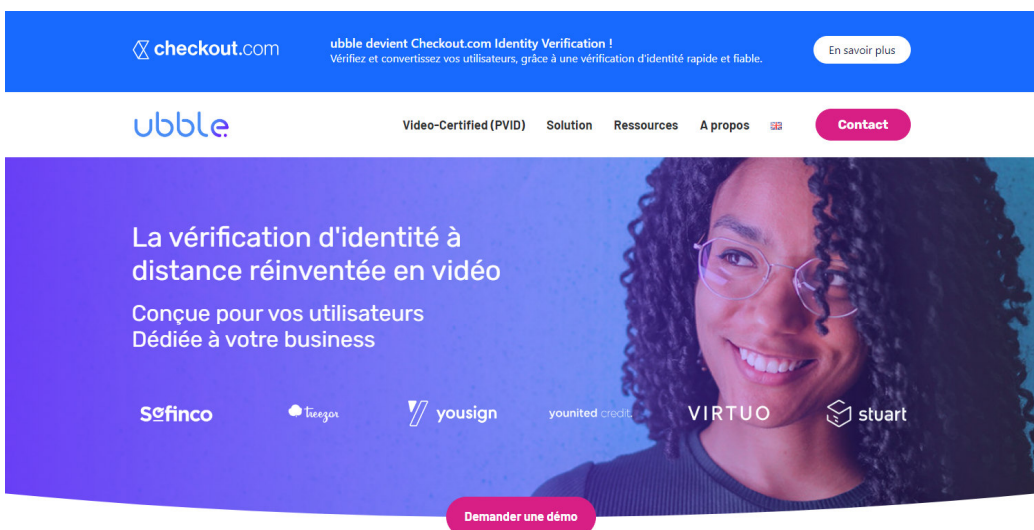 checkout.com
ubble devient Checkout.com Identity Verification !
Vérifiez et convertissez vos utilisateurs, grâce à une vérification d'identité rapide et fiable.
En savoir plus
ubble
Video-Certified (PVID) Solution Ressources A propos Contact
La vérification d'identité à
distance réinventée en vidéo
Conçue pour vos utilisateurs
Dédiée à votre business
Sofinco treezor yousign younited credit. VIRTUO stuart
Demander une démo